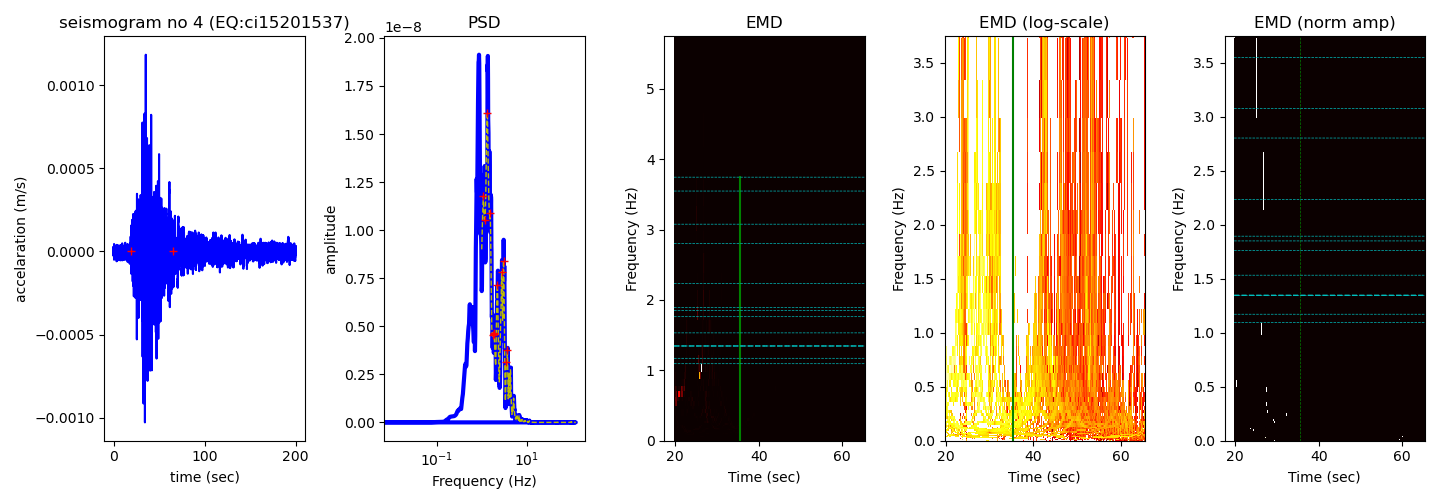 seismogram no 4 (EQ:ci15201537)
accelaration (m/s)
0.0010
0.0005
0.0000
−0.0005
−0.0010
0 100 200
time (sec)
PSD
1e−8
amplitude
2.00
1.75
1.50
1.25
1.00
0.75
0.50
0.25
0.00
10⁻¹ 10¹
Frequency (Hz)
EMD
Frequency (Hz)
5
4
3
2
1
0
20 40 60
Time (sec)
EMD (log-scale)
Frequency (Hz)
3.5
3.0
2.5
2.0
1.5
1.0
0.5
0.0
20 40 60
Time (sec)
EMD (norm amp)
Frequency (Hz)
3.5
3.0
2.5
2.0
1.5
1.0
0.5
0.0
20 40 60
Time (sec)